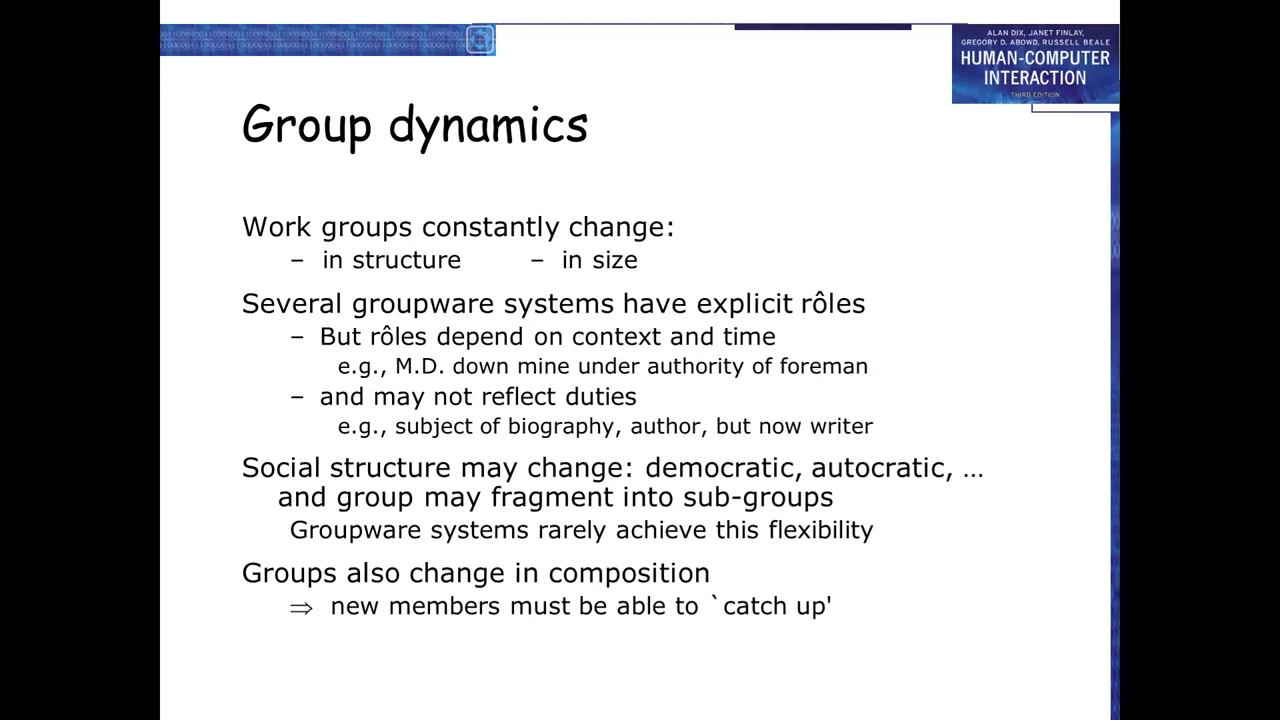 ALAN DIX, JANET FINLAY,
GREGORY D. ABOWD, RUSSELL BEALE
HUMAN-COMPUTER
INTERACTION
THIRD EDITION
Group dynamics
Work groups constantly change:
– in structure – in size
Several groupware systems have explicit rôles
– But rôles depend on context and time
e.g., M.D. down mine under authority of foreman
– and may not reflect duties
e.g., subject of biography, author, but now writer
Social structure may change: democratic, autocratic, …
and group may fragment into sub-groups
Groupware systems rarely achieve this flexibility
Groups also change in composition
⇒ new members must be able to `catch up'